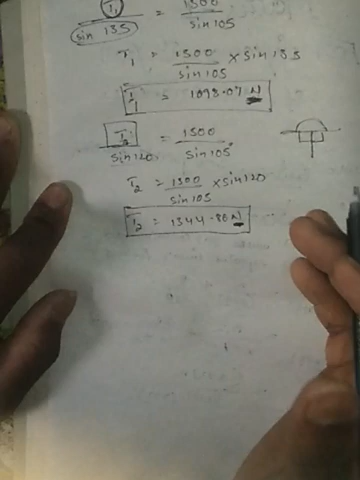 T₁ / sin 135 = 1500 / sin 105
T₁ = 1500 / sin 105 × sin 135
T₁ = 1098.07 N
T₂ / sin 120 = 1500 / sin 105°
T₂ = 1500 / sin 105 × sin 120
T₂ = 1344.86 N